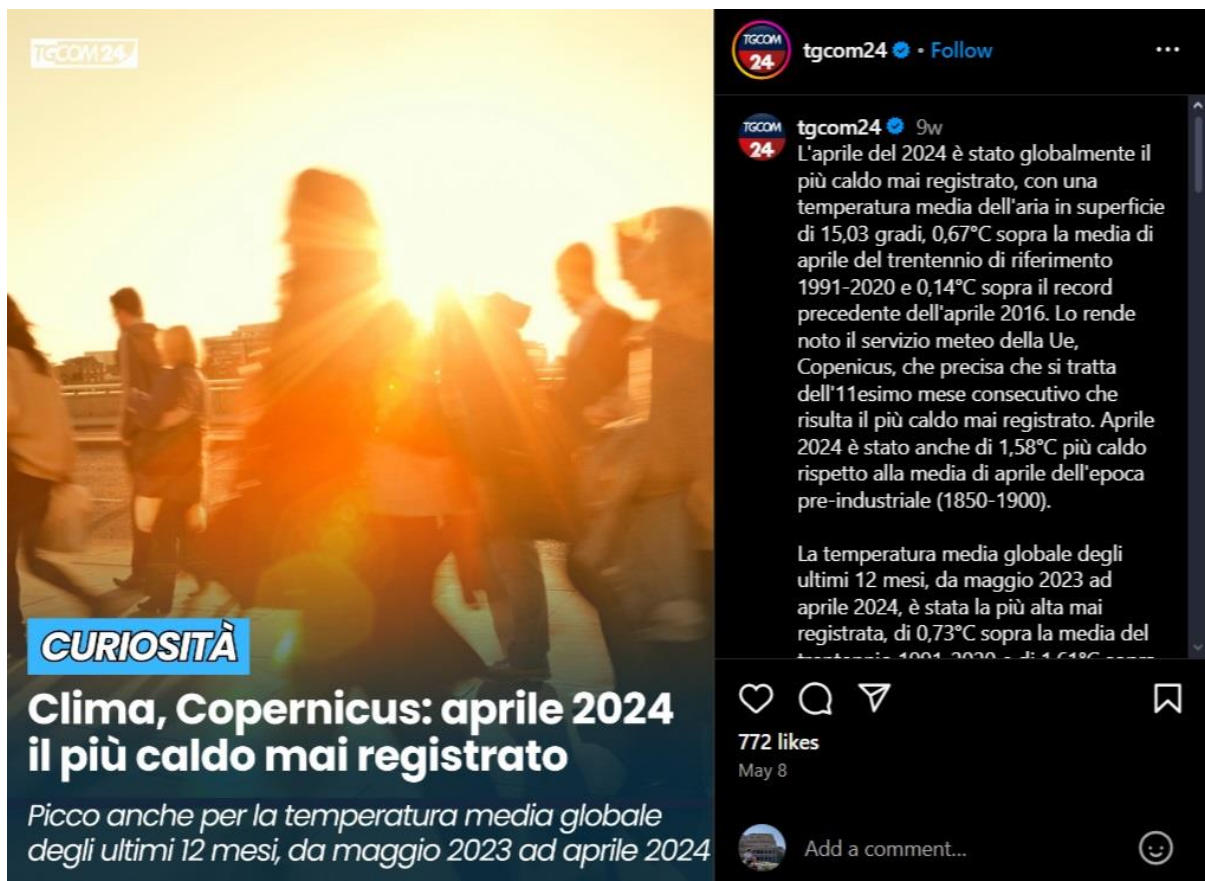 TGCOM24
CURIOSITÀ
Clima, Copernicus: aprile 2024
il più caldo mai registrato
Picco anche per la temperatura media globale
degli ultimi 12 mesi, da maggio 2023 ad aprile 2024
TGCOM
24
tgcom24 • Follow
TGCOM
24
tgcom24 9w
L'aprile del 2024 è stato globalmente il
più caldo mai registrato, con una
temperatura media dell'aria in superficie
di 15,03 gradi, 0,67°C sopra la media di
aprile del trentennio di riferimento
1991-2020 e 0,14°C sopra il record
precedente dell'aprile 2016. Lo rende
noto il servizio meteo della Ue,
Copenicus, che precisa che si tratta
dell'11esimo mese consecutivo che
risulta il più caldo mai registrato. Aprile
2024 è stato anche di 1,58°C più caldo
rispetto alla media di aprile dell'epoca
pre-industriale (1850-1900).
La temperatura media globale degli
ultimi 12 mesi, da maggio 2023 ad
aprile 2024, è stata la più alta mai
registrata, di 0,73°C sopra la media del
trentennio 1991-2020 e di 1,61°C sopra
772 likes
May 8
Add a comment...